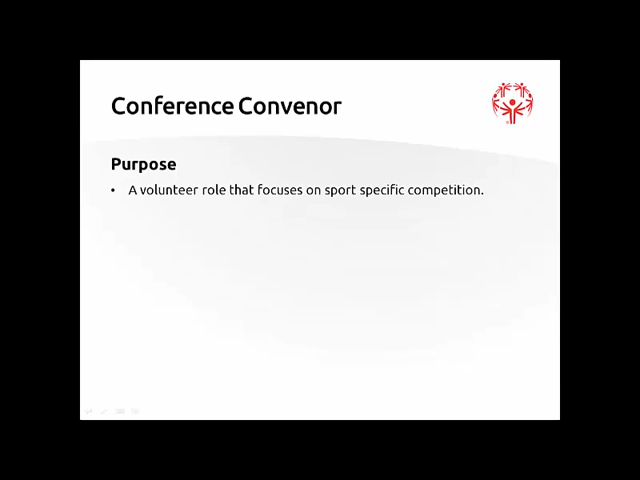 Conference Convenor
Purpose
• A volunteer role that focuses on sport specific competition.